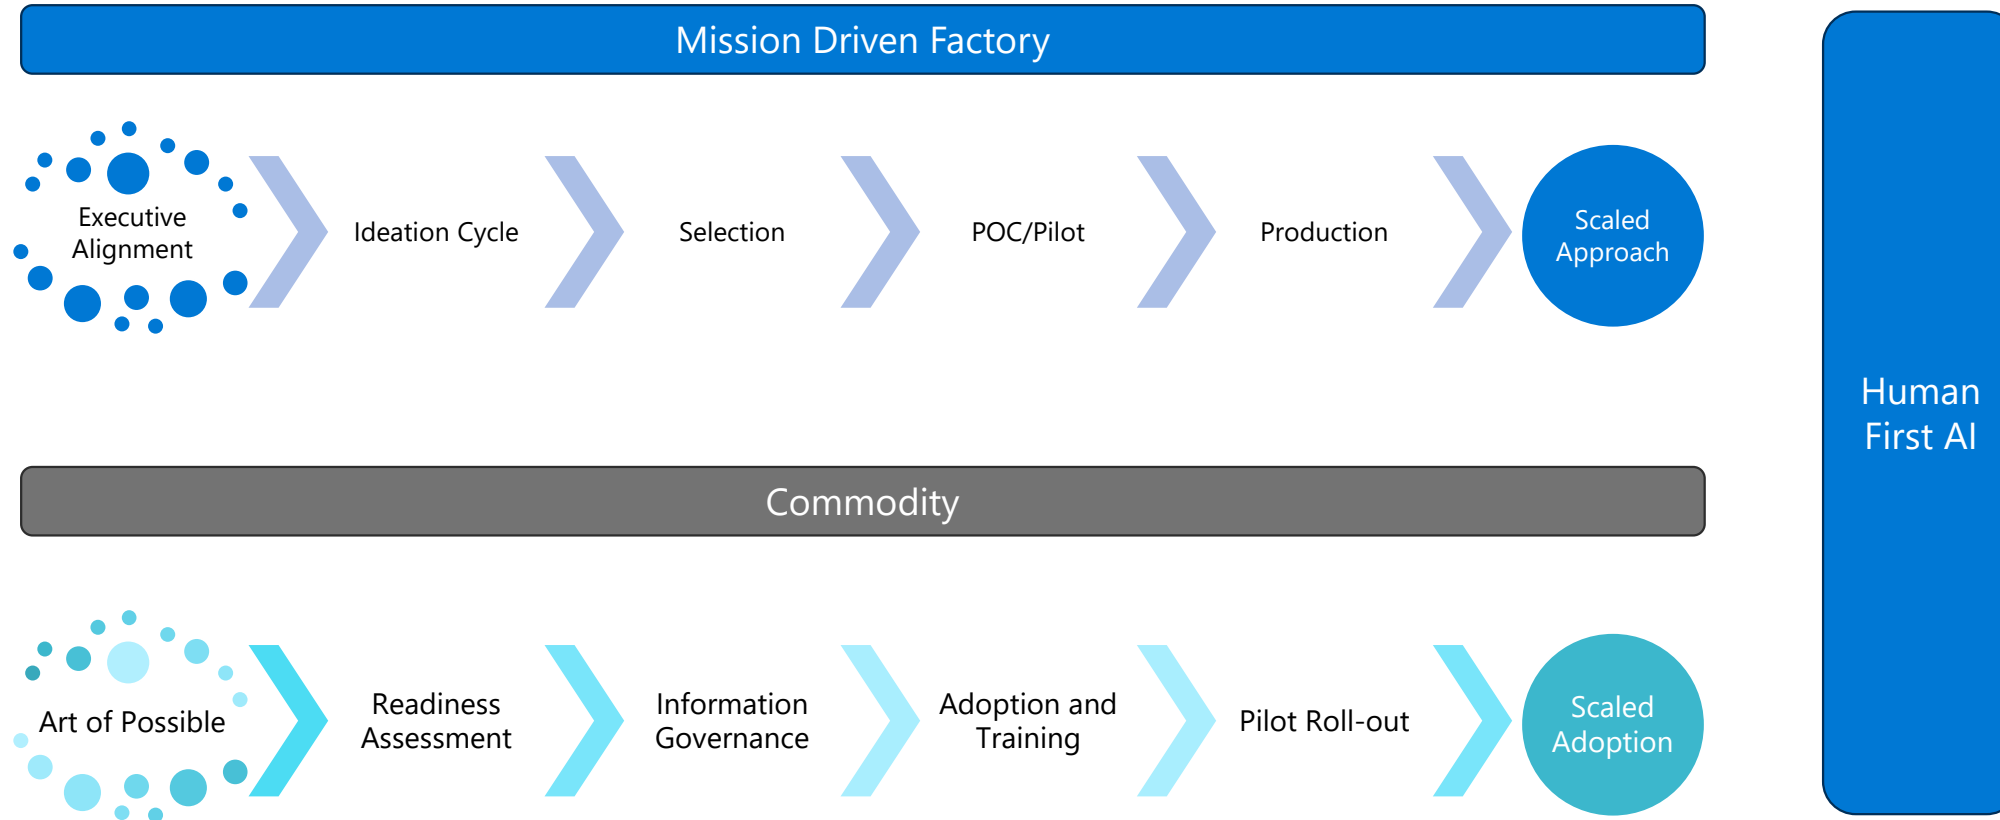 Mission Driven Factory
Executive
Alignment
Ideation Cycle
Selection
POC/Pilot
Production
Scaled
Approach
Human
First AI
Commodity
Art of Possible
Readiness
Assessment
Information
Governance
Adoption and
Training
Pilot Roll-out
Scaled
Adoption